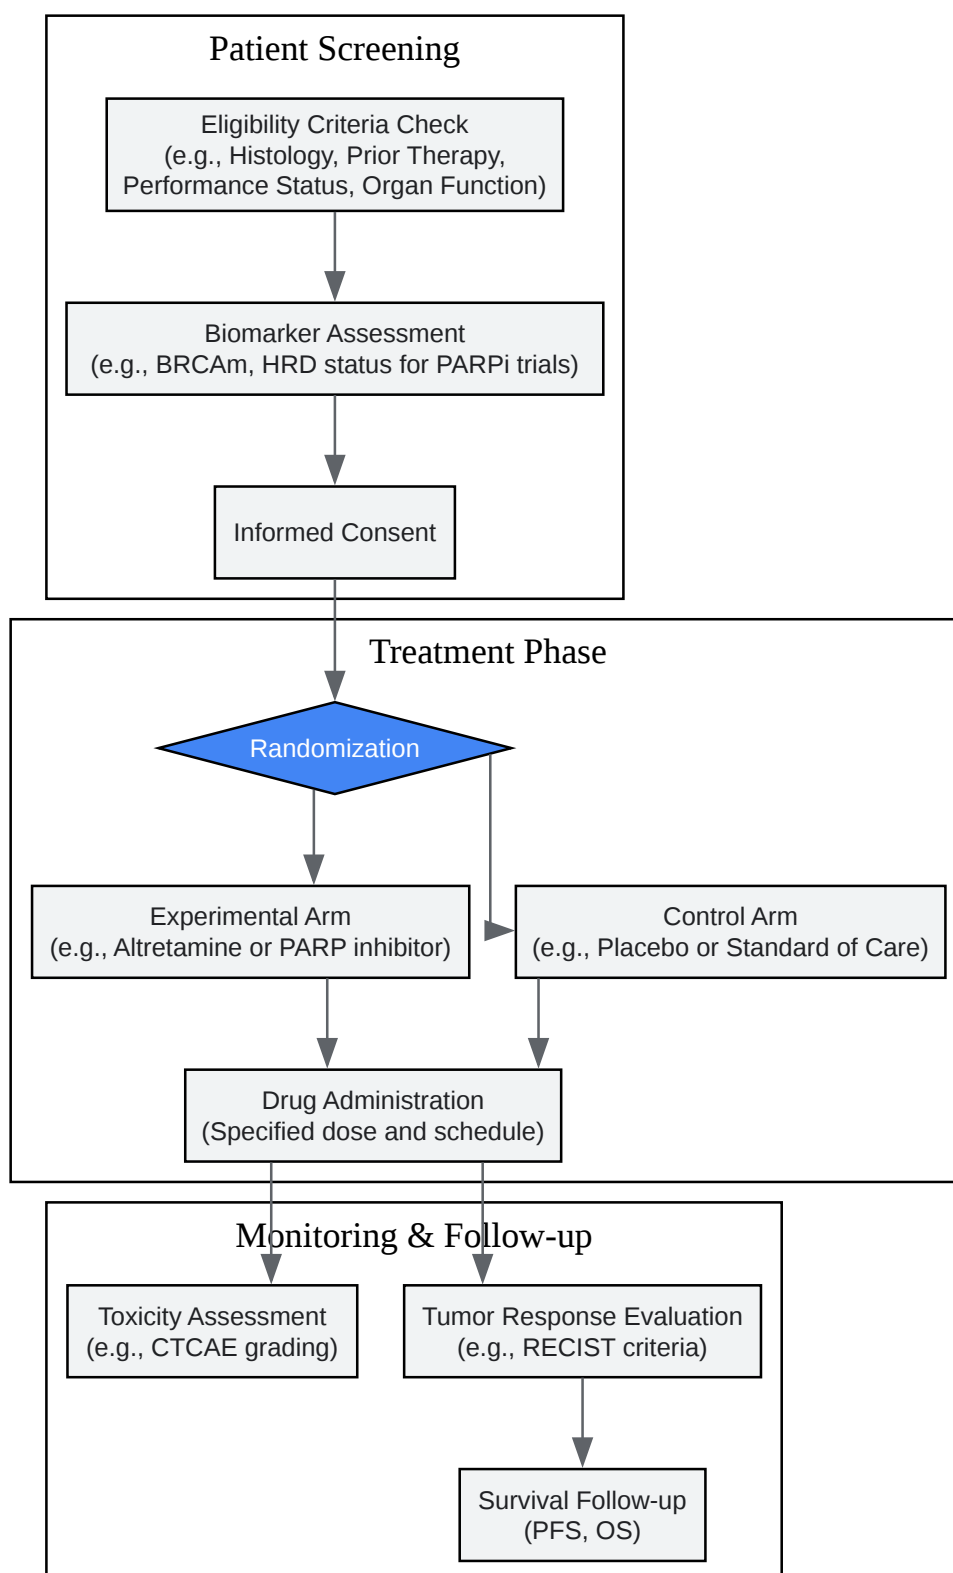 Patient Screening
Eligibility Criteria Check
(e.g., Histology, Prior Therapy,
Performance Status, Organ Function)
Biomarker Assessment
(e.g., BRCAm, HRD status for PARPi trials)
Informed Consent
Treatment Phase
Randomization
Experimental Arm
(e.g., Altretamine or PARP inhibitor)
Control Arm
(e.g., Placebo or Standard of Care)
Drug Administration
(Specified dose and schedule)
Monitoring & Follow-up
Toxicity Assessment
(e.g., CTCAE grading)
Tumor Response Evaluation
(e.g., RECIST criteria)
Survival Follow-up
(PFS, OS)